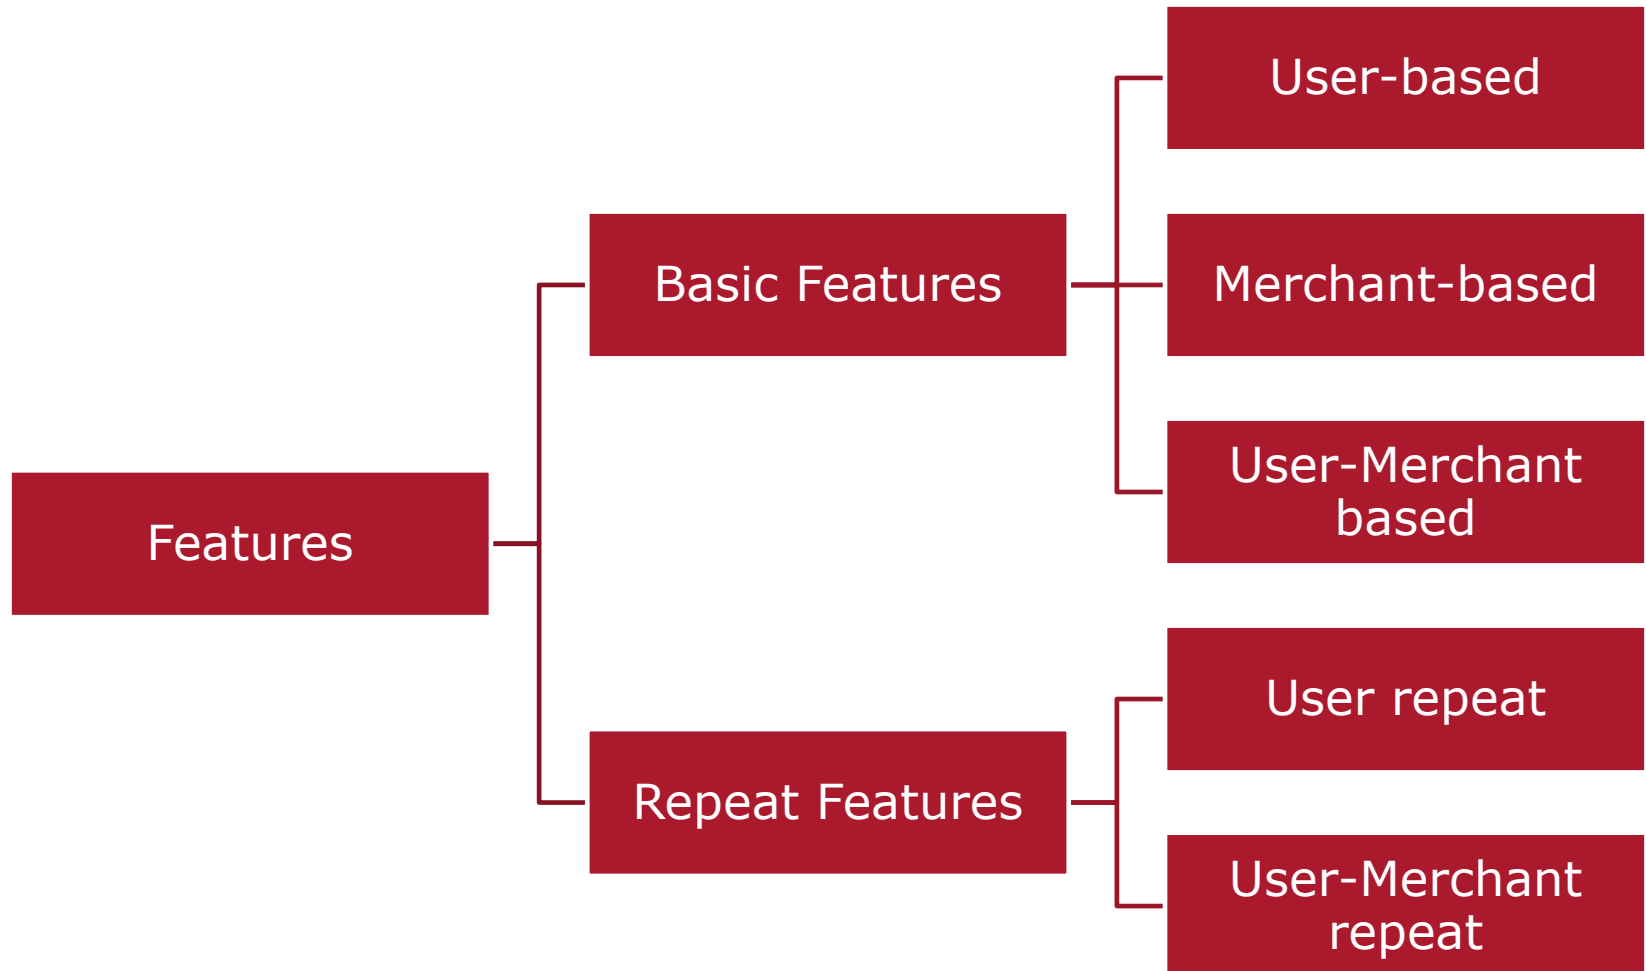 Features
Basic Features
User-based
Merchant-based
User-Merchant
based
Repeat Features
User repeat
User-Merchant
repeat